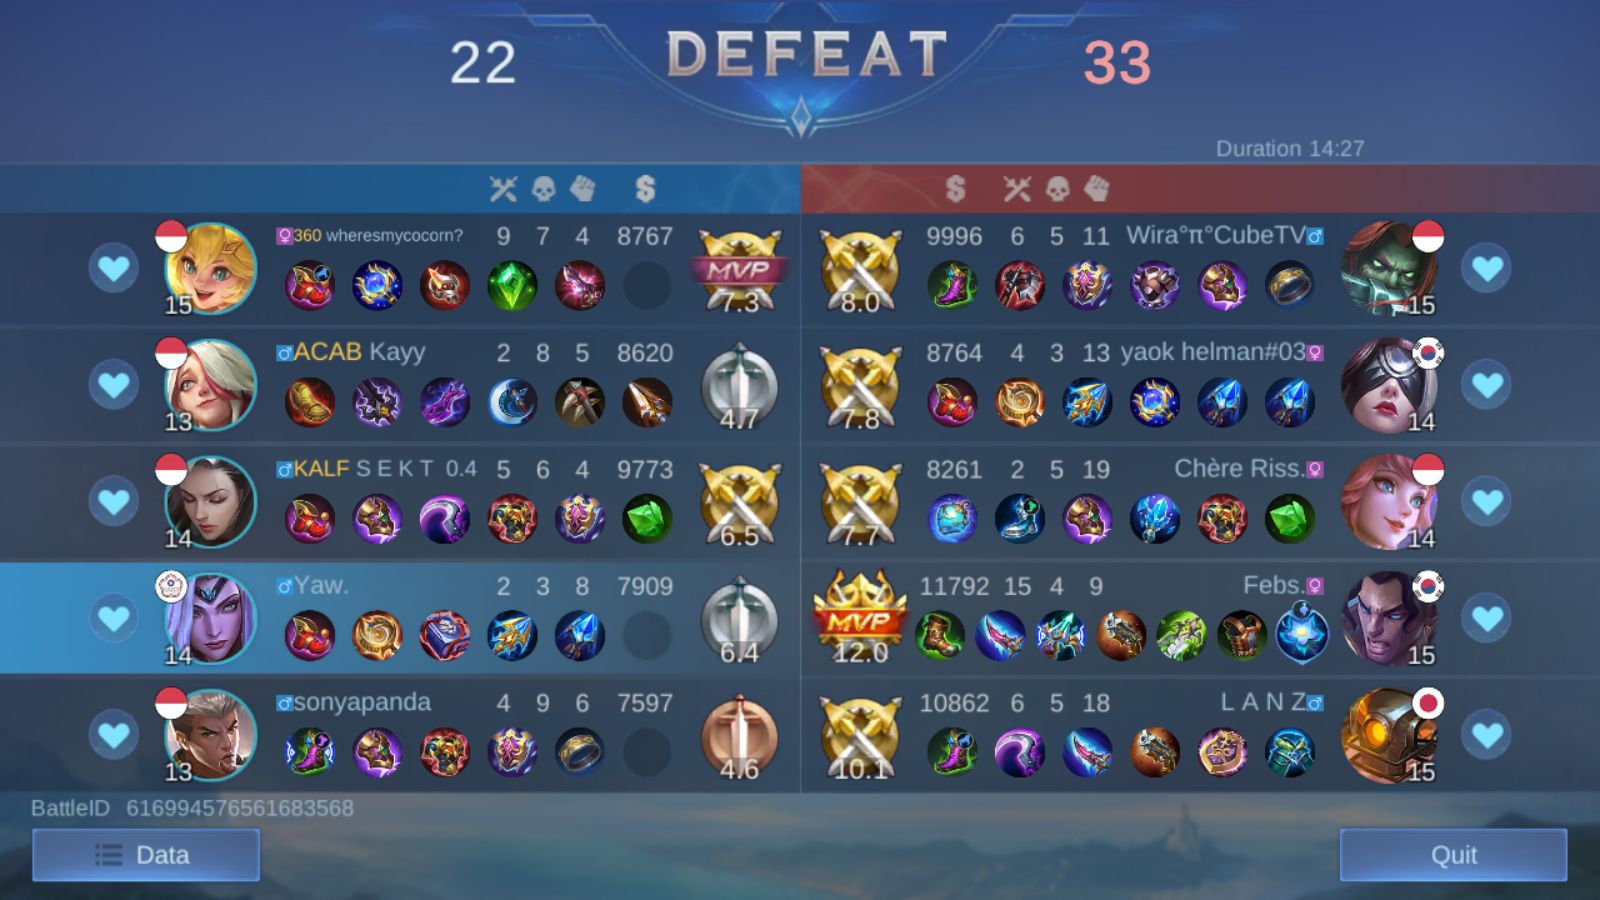 22 DEFEAT 33
Duration 14:27
360 wheresmycocorn? 9 7 4 8767 MVP 7.3 15
8.0 9996 6 5 11 Wira°π°CubeTV 15
ACAB Kayy 2 8 5 8620 4.7 13
7.8 8764 4 3 13 yaok helman#03 14
KALF S E K T 0.4 5 6 4 9773 6.5 14
7.7 8261 2 5 19 Chère Riss. 14
Yaw. 2 3 8 7909 6.4 14
MVP 12.0 11792 15 4 9 Febs. 15
sonyapanda 4 9 6 7597 4.6 13
10.1 10862 6 5 18 L A N Z 15
BattleID 616994576561683568
Data
Quit